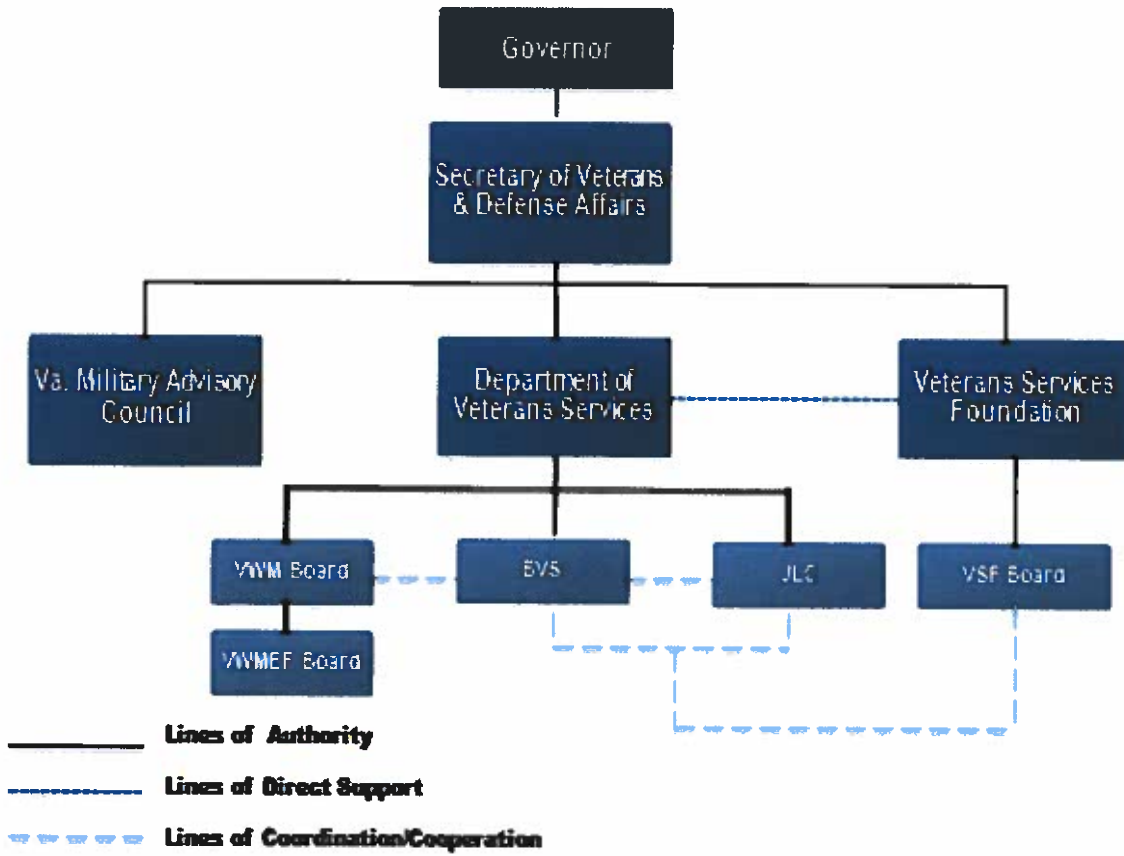 Governor
Secretary of Veterans
& Defense Affairs
Va. Military Advisory
Council
Department of
Veterans Services
Veterans Services
Foundation
VWM Board
BVS
JLC
VSF Board
VWMEF Board
Lines of Authority
Lines of Direct Support
Lines of Coordination/Cooperation